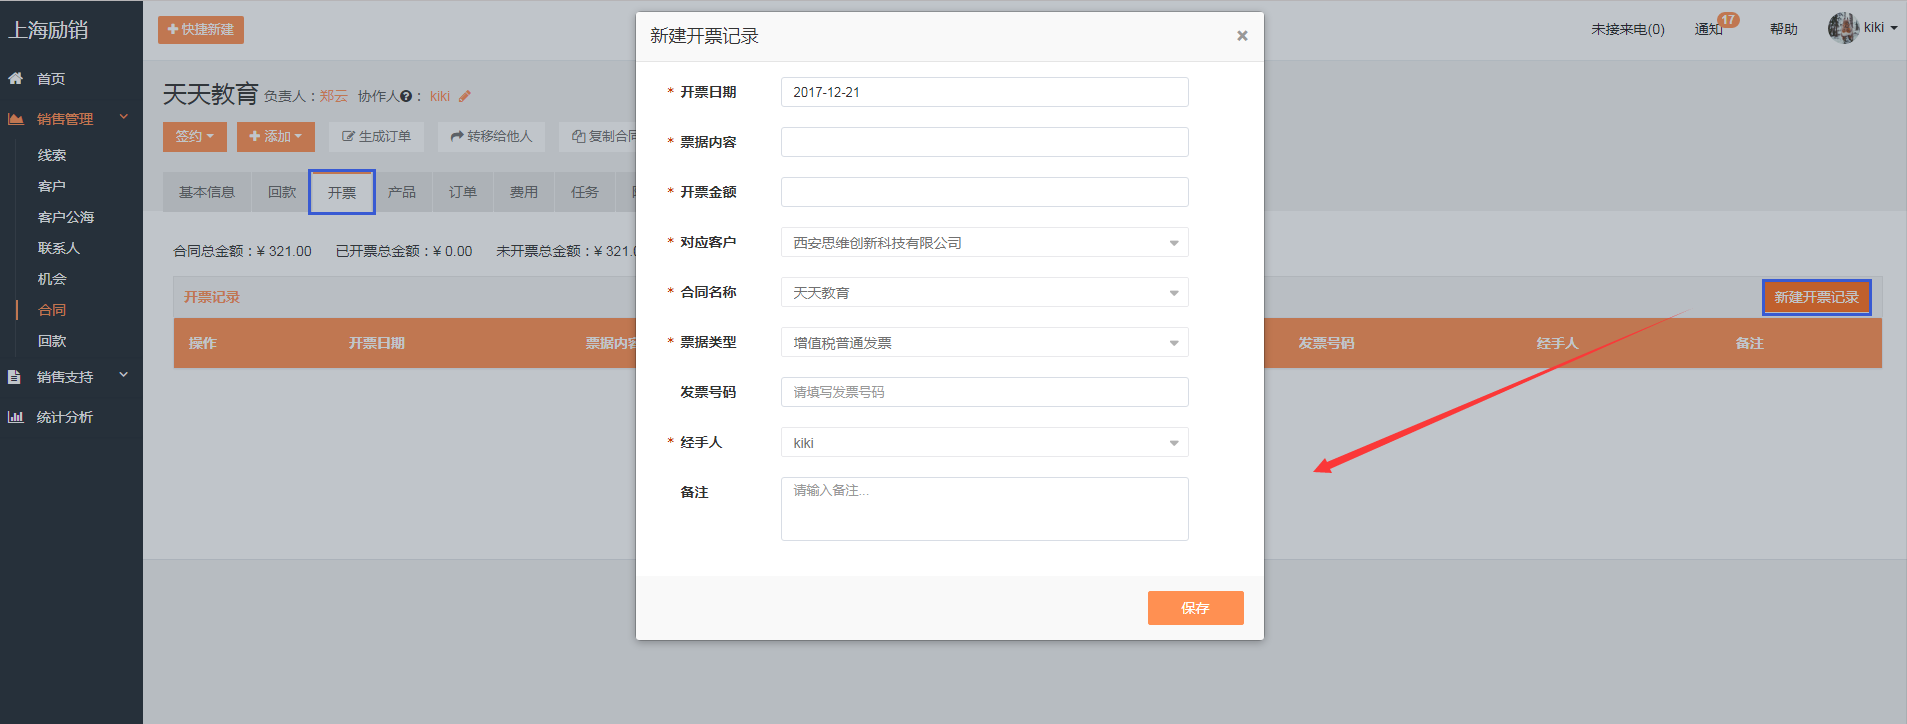 上海励销
首页
销售管理
线索
客户
客户公海
联系人
机会
合同
回款
销售支持
统计分析
快捷新建
未接来电(0) 通知 17 帮助 kiki
天天教育 负责人：郑云 协作人 ： kiki
签约 添加 生成订单 转移给他人 复制合同
基本信息 回款 开票 产品 订单 费用 任务
合同总金额：¥ 321.00 已开票总金额：¥ 0.00 未开票总金额：¥ 321.0
开票记录 新建开票记录
操作 开票日期 票据内容 发票号码 经手人 备注
新建开票记录 ×
* 开票日期 2017-12-21
* 票据内容
* 开票金额
* 对应客户 西安思维创新科技有限公司
* 合同名称 天天教育
* 票据类型 增值税普通发票
发票号码 请填写发票号码
* 经手人 kiki
备注 请输入备注...
保存